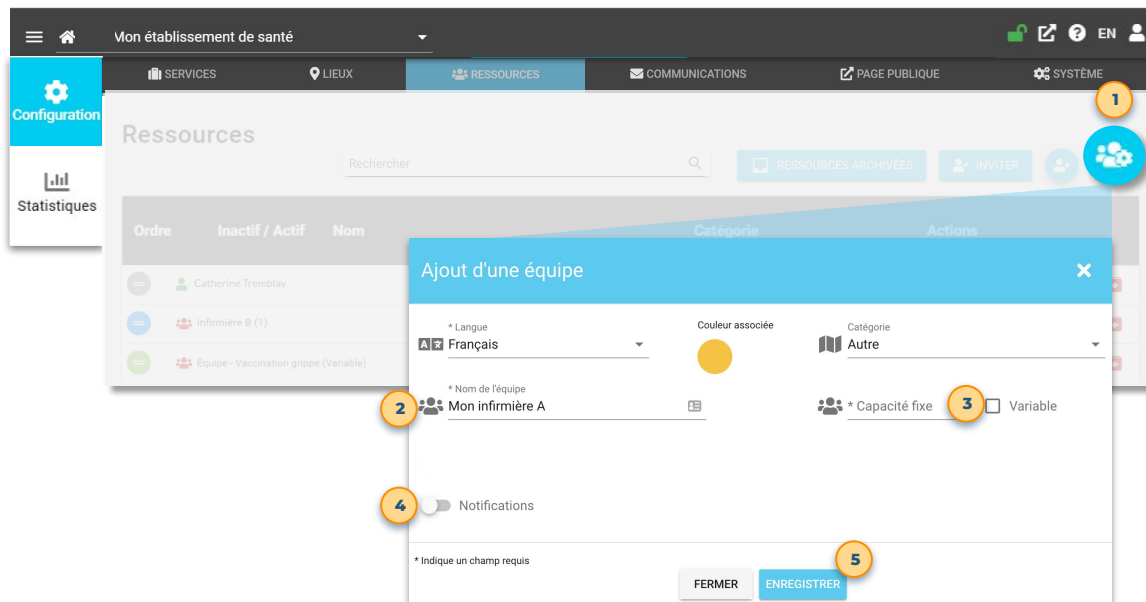 Mon établissement de santé
EN
SERVICES
LIEUX
RESSOURCES
COMMUNICATIONS
PAGE PUBLIQUE
SYSTÈME
Configuration
Statistiques
1
Ressources
Rechercher
RESSOURCES ARCHIVÉES
INVITER
Ordre
Inactif / Actif
Nom
Catégorie
Actions
Catherine Tremblay
Infirmière B (1)
Équipe - Vaccination grippe (Variable)
Ajout d'une équipe
* Langue
Français
Couleur associée
Catégorie
Autre
2
* Nom de l'équipe
Mon infirmière A
* Capacité fixe
3
Variable
4
Notifications
* Indique un champ requis
5
FERMER
ENREGISTRER